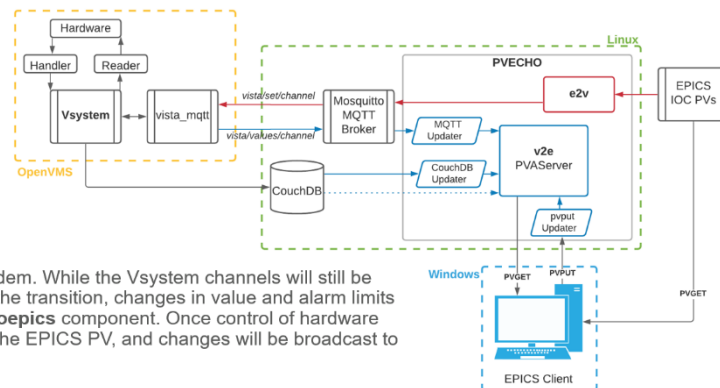 Hardware
Linux
Handler
Reader
PVECHO
Vsystem
vista_mqtt
vista/set/channel
vista/values/channel
Mosquitto
MQTT
Broker
e2v
EPICS
IOC PVs
MQTT
Updater
v2e
PVAServer
OpenVMS
CouchDB
CouchDB
Updater
pvput
Updater
dem. While the Vsystem channels will still be
he transition, changes in value and alarm limits
oepics component. Once control of hardware
he EPICS PV, and changes will be broadcast to
Windows
PVGET
PVPUT
PVGET
EPICS Client